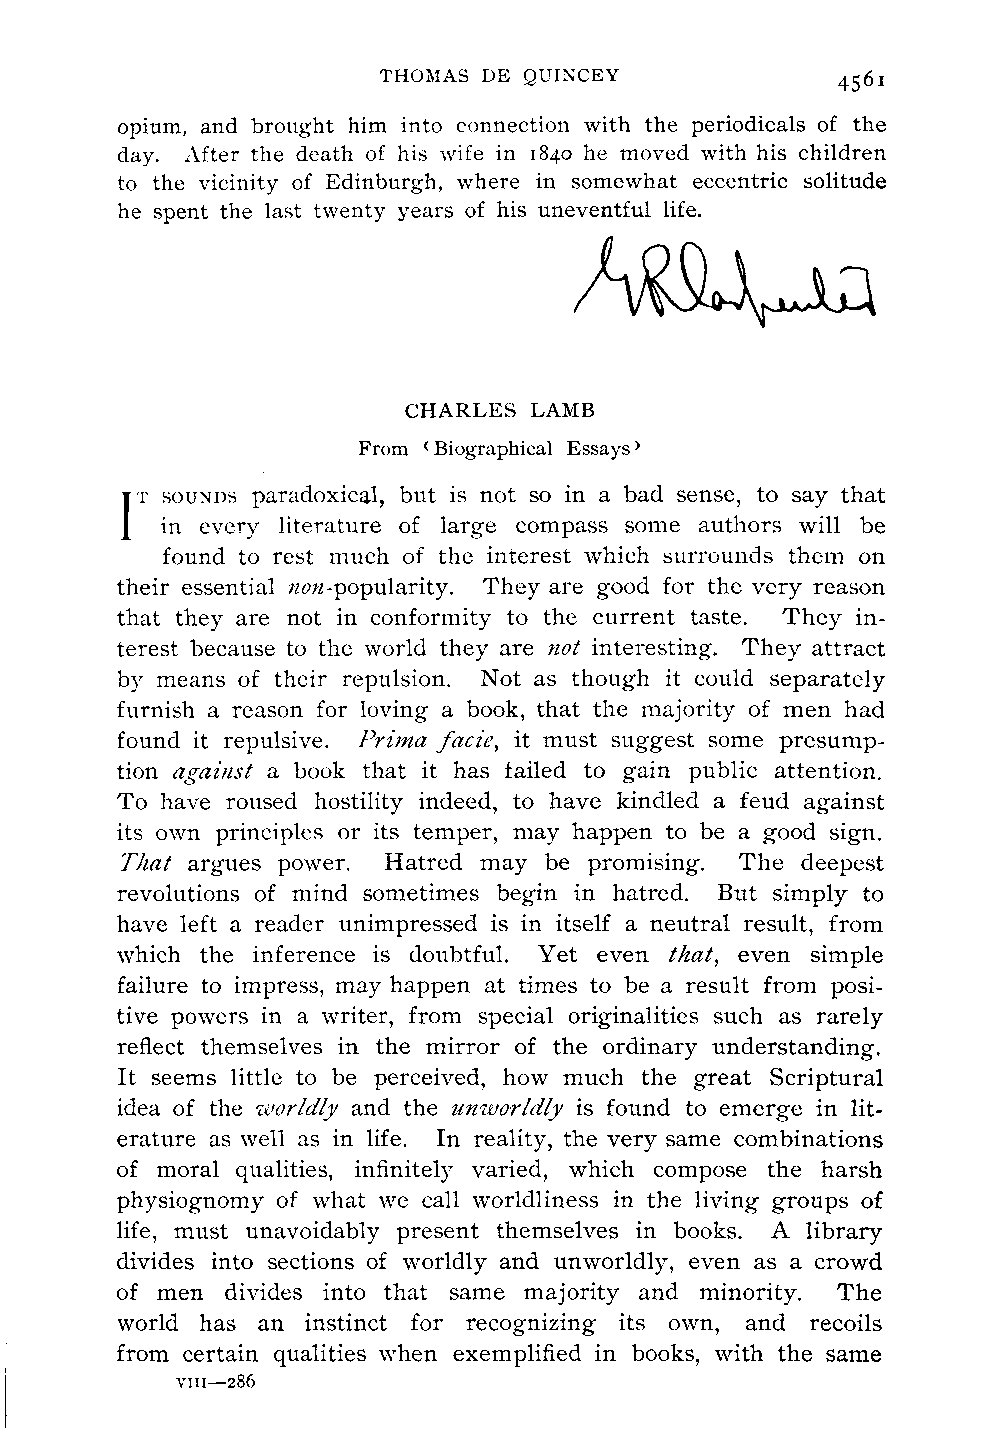 THOMAS DE QUINCEY
4561
opium, and brought him into connection with the periodicals of the
day. After the death of his wife in 1840 he moved with his children
to the vicinity of Edinburgh, where in somewhat eccentric solitude
he spent the last twenty years of his uneventful life.
G R Carpenter
CHARLES LAMB
From ‹Biographical Essays›
IT SOUNDS paradoxical, but is not so in a bad sense, to say that
in every literature of large compass some authors will be
found to rest much of the interest which surrounds them on
their essential non-popularity. They are good for the very reason
that they are not in conformity to the current taste. They in-
terest because to the world they are not interesting. They attract
by means of their repulsion. Not as though it could separately
furnish a reason for loving a book, that the majority of men had
found it repulsive. Prima facie, it must suggest some presump-
tion against a book that it has failed to gain public attention.
To have roused hostility indeed, to have kindled a feud against
its own principles or its temper, may happen to be a good sign.
That argues power. Hatred may be promising. The deepest
revolutions of mind sometimes begin in hatred. But simply to
have left a reader unimpressed is in itself a neutral result, from
which the inference is doubtful. Yet even that, even simple
failure to impress, may happen at times to be a result from posi-
tive powers in a writer, from special originalities such as rarely
reflect themselves in the mirror of the ordinary understanding.
It seems little to be perceived, how much the great Scriptural
idea of the worldly and the unworldly is found to emerge in lit-
erature as well as in life. In reality, the very same combinations
of moral qualities, infinitely varied, which compose the harsh
physiognomy of what we call worldliness in the living groups of
life, must unavoidably present themselves in books. A library
divides into sections of worldly and unworldly, even as a crowd
of men divides into that same majority and minority. The
world has an instinct for recognizing its own, and recoils
from certain qualities when exemplified in books, with the same
VIII—286